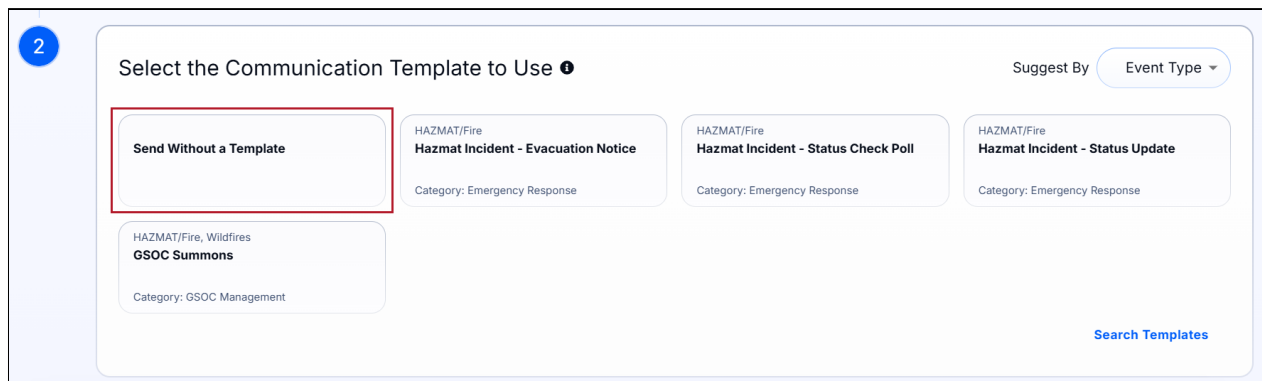 2
Select the Communication Template to Use
Suggest By
Event Type
Send Without a Template
HAZMAT/Fire
Hazmat Incident - Evacuation Notice
Category: Emergency Response
HAZMAT/Fire
Hazmat Incident - Status Check Poll
Category: Emergency Response
HAZMAT/Fire
Hazmat Incident - Status Update
Category: Emergency Response
HAZMAT/Fire, Wildfires
GSOC Summons
Category: GSOC Management
Search Templates